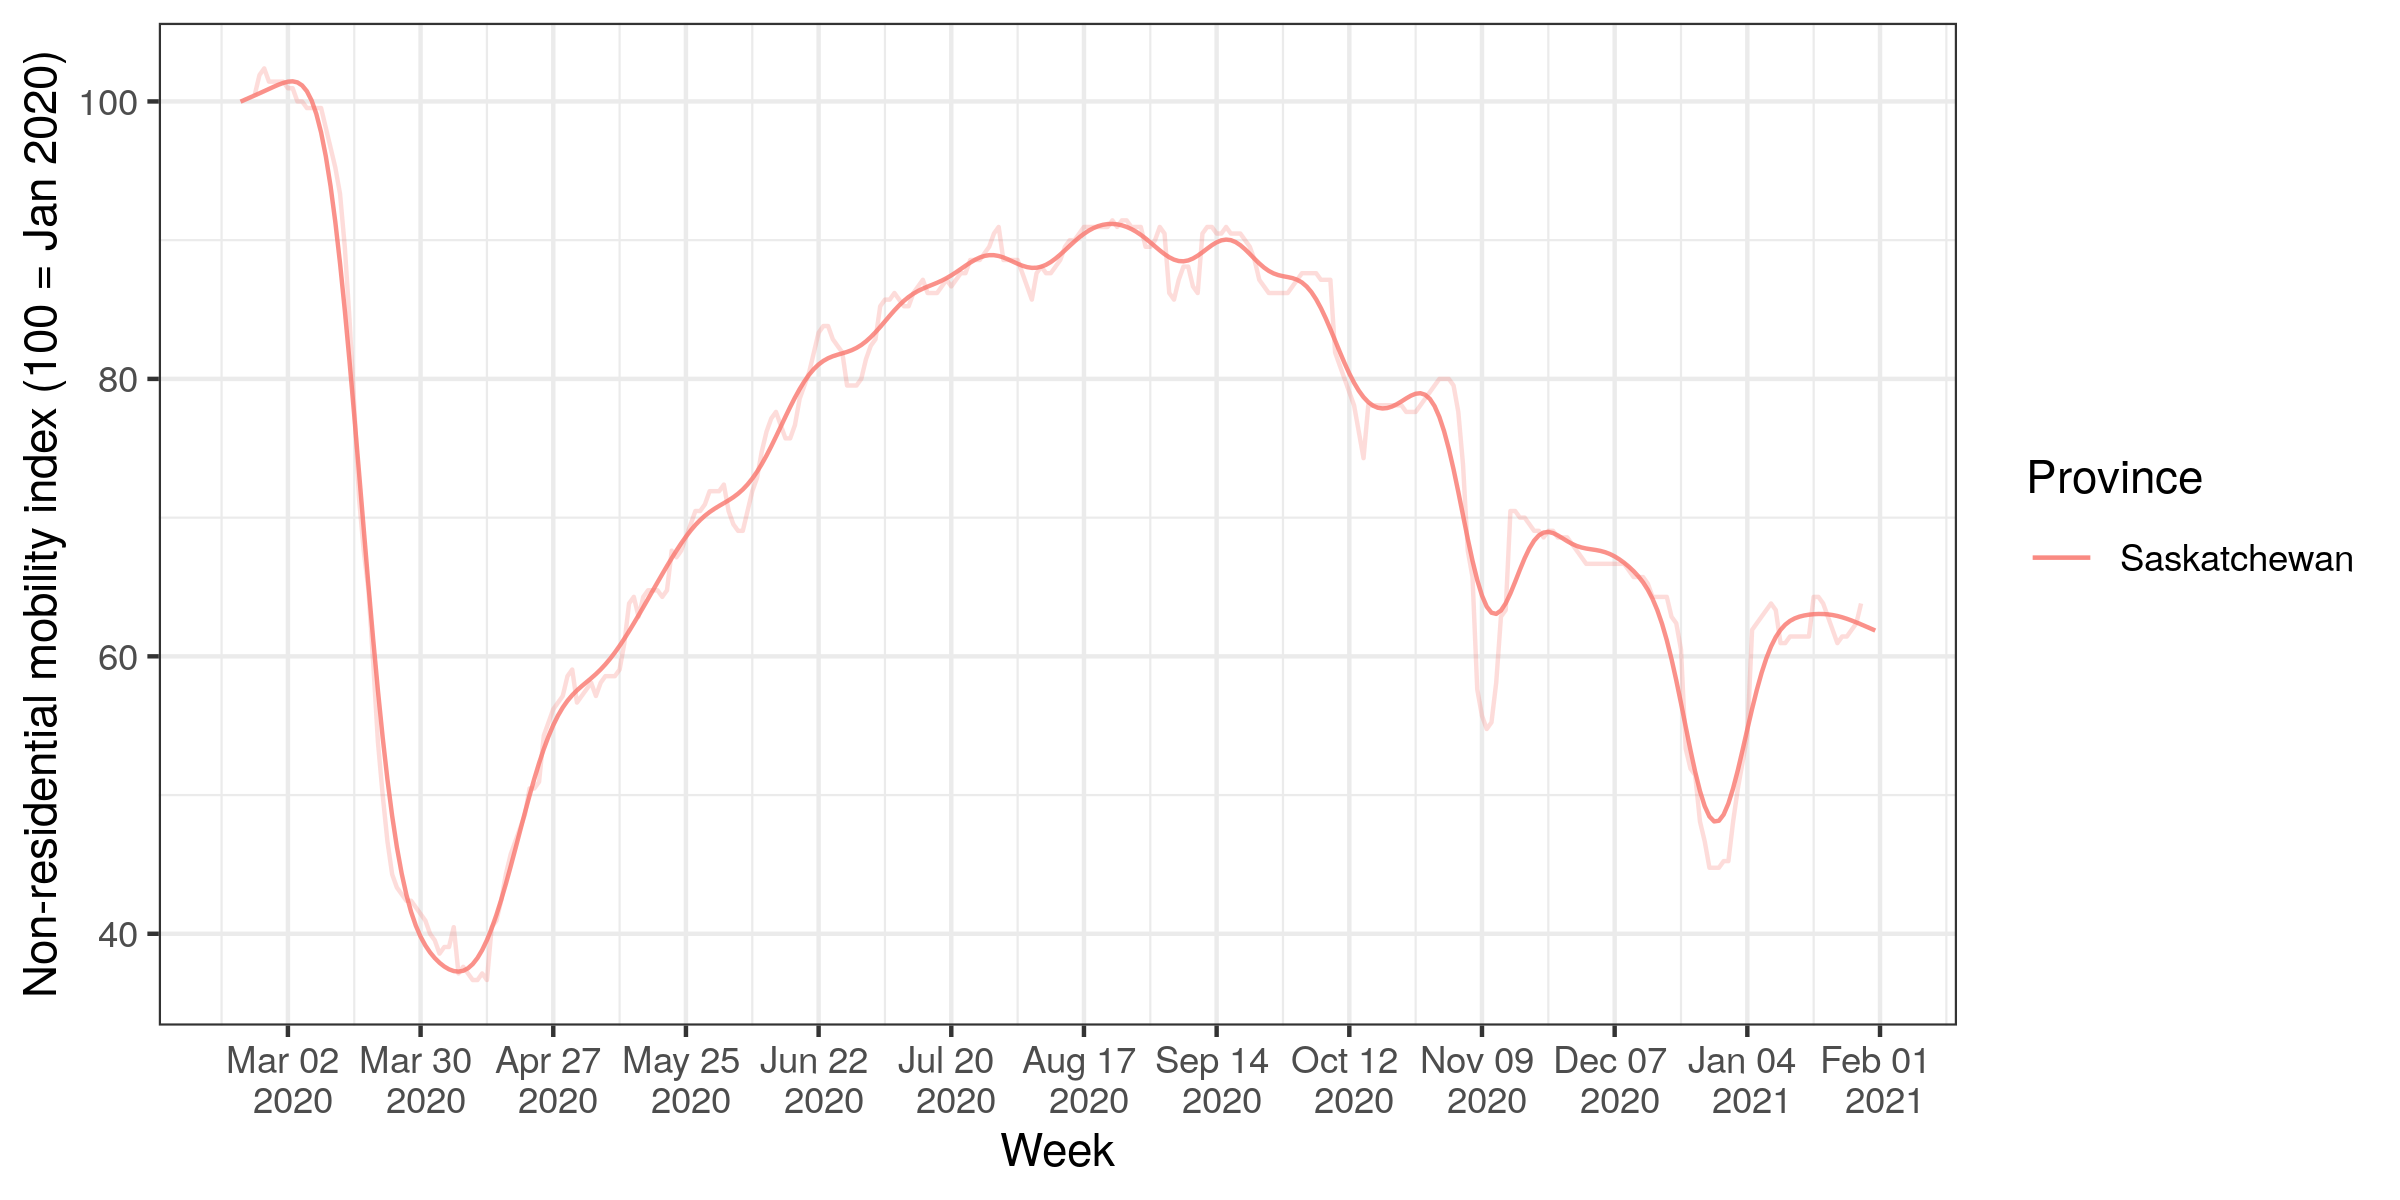 Non-residential mobility index (100 = Jan 2020)
100
80
60
40
Mar 02 2020
Mar 30 2020
Apr 27 2020
May 25 2020
Jun 22 2020
Jul 20 2020
Aug 17 2020
Sep 14 2020
Oct 12 2020
Nov 09 2020
Dec 07 2020
Jan 04 2021
Feb 01 2021
Week
Province
Saskatchewan